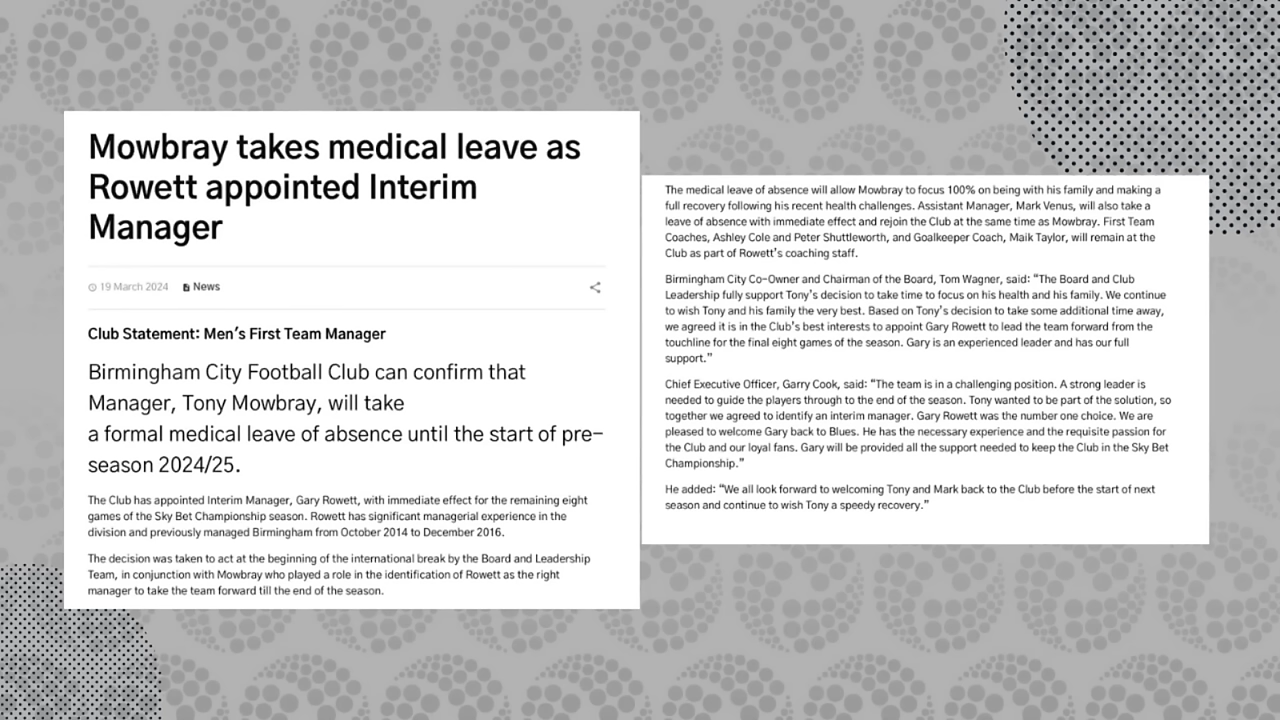 Mowbray takes medical leave as
Rowett appointed Interim
Manager
19 March 2024 News
Club Statement: Men's First Team Manager
Birmingham City Football Club can confirm that
Manager, Tony Mowbray, will take
a formal medical leave of absence until the start of pre-
season 2024/25.
The Club has appointed Interim Manager, Gary Rowett, with immediate effect for the remaining eight
games of the Sky Bet Championship season. Rowett has significant managerial experience in the
division and previously managed Birmingham from October 2014 to December 2016.
The decision was taken to act at the beginning of the international break by the Board and Leadership
Team, in conjunction with Mowbray who played a role in the identification of Rowett as the right
manager to take the team forward till the end of the season.
The medical leave of absence will allow Mowbray to focus 100% on being with his family and making a
full recovery following his recent health challenges. Assistant Manager, Mark Venus, will also take a
leave of absence with immediate effect and rejoin the Club at the same time as Mowbray. First Team
Coaches, Ashley Cole and Peter Shuttleworth, and Goalkeeper Coach, Maik Taylor, will remain at the
Club as part of Rowett's coaching staff.
Birmingham City Co-Owner and Chairman of the Board, Tom Wagner, said: “The Board and Club
Leadership fully support Tony's decision to take time to focus on his health and his family. We continue
to wish Tony and his family the very best. Based on Tony's decision to take some additional time away,
we agreed it is in the Club's best interests to appoint Gary Rowett to lead the team forward from the
touchline for the final eight games of the season. Gary is an experienced leader and has our full
support.”
Chief Executive Officer, Garry Cook, said: “The team is in a challenging position. A strong leader is
needed to guide the players through to the end of the season. Tony wanted to be part of the solution, so
together we agreed to identify an interim manager. Gary Rowett was the number one choice. We are
pleased to welcome Gary back to Blues. He has the necessary experience and the requisite passion for
the Club and our loyal fans. Gary will be provided all the support needed to keep the Club in the Sky Bet
Championship.”
He added: “We all look forward to welcoming Tony and Mark back to the Club before the start of next
season and continue to wish Tony a speedy recovery.”